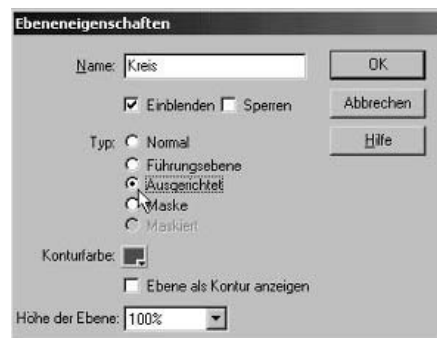 Ebeneneigenschaften
Name: Kreis OK
Einblenden Sperren Abbrechen
Typ: Normal Hilfe
Führungsebene
Ausgerichtet
Maske
Maskiert
Konturfarbe:
Ebene als Kontur anzeigen
Höhe der Ebene: 100%